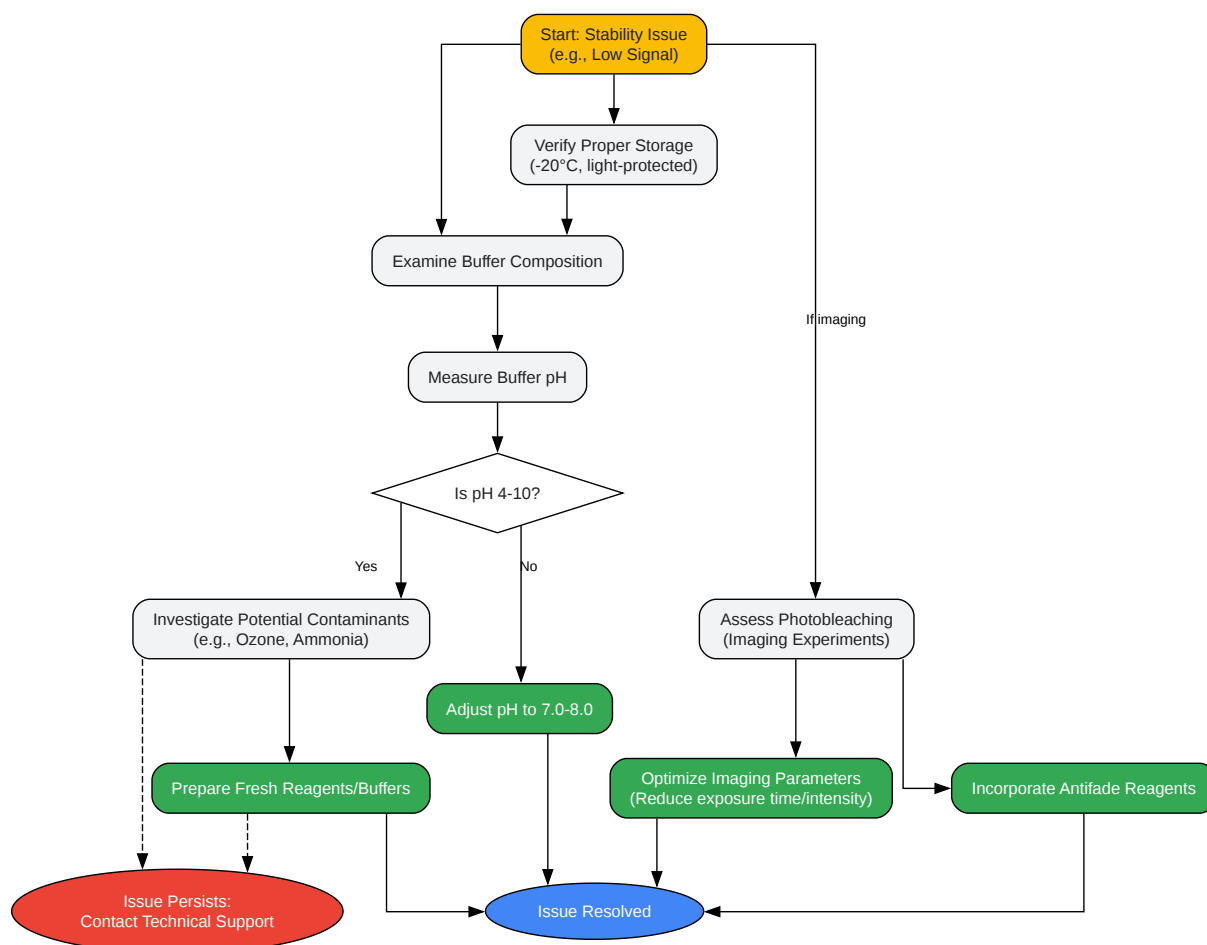 Start: Stability Issue
(e.g., Low Signal)
Verify Proper Storage
(-20°C, light-protected)
Examine Buffer Composition
If imaging
Measure Buffer pH
Is pH 4-10?
Yes
No
Investigate Potential Contaminants
(e.g., Ozone, Ammonia)
Assess Photobleaching
(Imaging Experiments)
Adjust pH to 7.0-8.0
Prepare Fresh Reagents/Buffers
Optimize Imaging Parameters
(Reduce exposure time/intensity)
Incorporate Antifade Reagents
Issue Persists:
Contact Technical Support
Issue Resolved